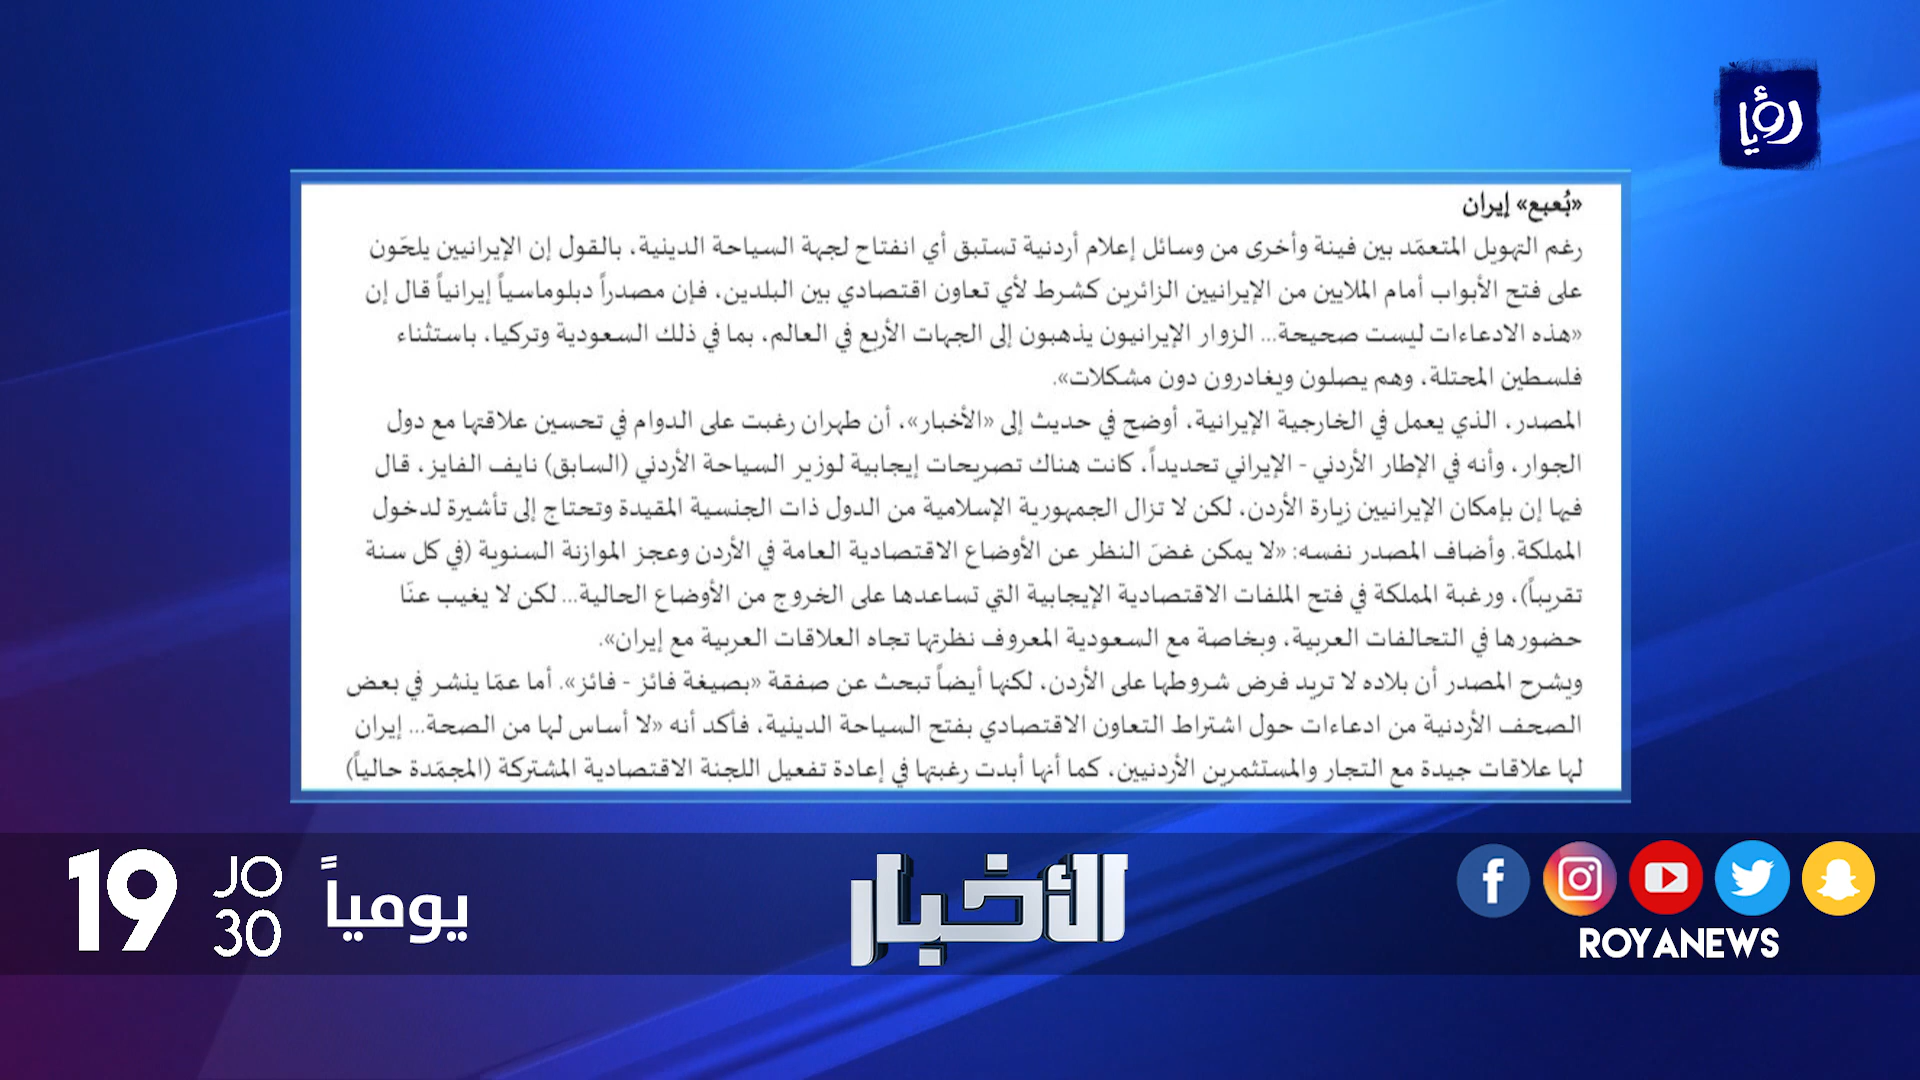 رؤيا
«بُعبع» إيران
رغم التهويل المتعمّد بين فينة وأخرى من وسائل إعلام أردنية تستبق أي انفتاح لجهة السياحة الدينية، بالقول إن الإيرانيين يلحّون
على فتح الأبواب أمام الملايين من الإيرانيين الزائرين كشرط لأي تعاون اقتصادي بين البلدين، فإن مصدراً دبلوماسياً إيرانياً قال إن
«هذه الادعاءات ليست صحيحة... الزوار الإيرانيون يذهبون إلى الجهات الأربع في العالم، بما في ذلك السعودية وتركيا، باستثناء
فلسطين المحتلة، وهم يصلون ويغادرون دون مشكلات».
المصدر، الذي يعمل في الخارجية الإيرانية، أوضح في حديث إلى «الأخبار»، أن طهران رغبت على الدوام في تحسين علاقتها مع دول
الجوار، وأنه في الإطار الأردني - الإيراني تحديداً، كانت هناك تصريحات إيجابية لوزير السياحة الأردني (السابق) نايف الفايز، قال
فيها إن بإمكان الإيرانيين زيارة الأردن، لكن لا تزال الجمهورية الإسلامية من الدول ذات الجنسية المقيدة وتحتاج إلى تأشيرة لدخول
المملكة. وأضاف المصدر نفسه: «لا يمكن غضّ النظر عن الأوضاع الاقتصادية العامة في الأردن وعجز الموازنة السنوية (في كل سنة
تقريباً)، ورغبة المملكة في فتح الملفات الاقتصادية الإيجابية التي تساعدها على الخروج من الأوضاع الحالية... لكن لا يغيب عنّا
حضورها في التحالفات العربية، وبخاصة مع السعودية المعروف نظرتها تجاه العلاقات العربية مع إيران».
ويشرح المصدر أن بلاده لا تريد فرض شروطها على الأردن، لكنها أيضاً تبحث عن صفقة «بصيغة فائز - فائز». أما عمّا ينشر في بعض
الصحف الأردنية من ادعاءات حول اشتراط التعاون الاقتصادي بفتح السياحة الدينية، فأكد أنه «لا أساس لها من الصحة... إيران
لها علاقات جيدة مع التجار والمستثمرين الأردنيين، كما أنها أبدت رغبتها في إعادة تفعيل اللجنة الاقتصادية المشتركة (المجمّدة حالياً)
يومياً
19 JO 30
الأخبار
ROYANEWS